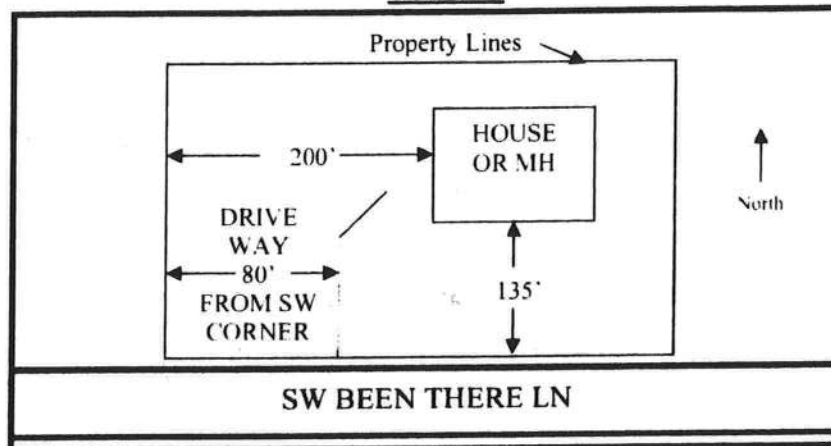 Property Lines
HOUSE
OR MH
200'
North
DRIVE
WAY
80'
FROM SW
CORNER
135'
SW BEEN THERE LN